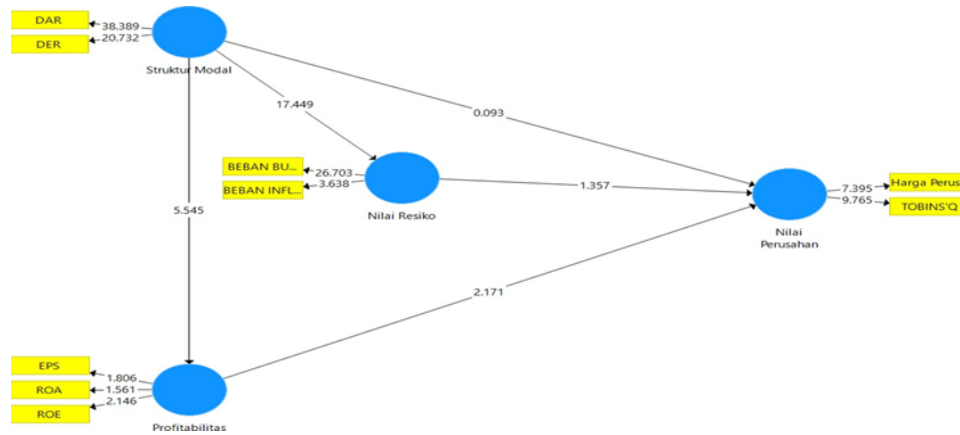 DAR
38.389
DER
20.732
Struktur Modal
17.449
0.093
BEBAN BU...
26.703
BEBAN INFL...
3.638
Nilai Resiko
1.357
7.395
Harga Perus
9.765
TOBINS'Q
Nilai
Perusahan
5.545
2.171
EPS
1.806
ROA
1.561
ROE
2.146
Profitabilitas